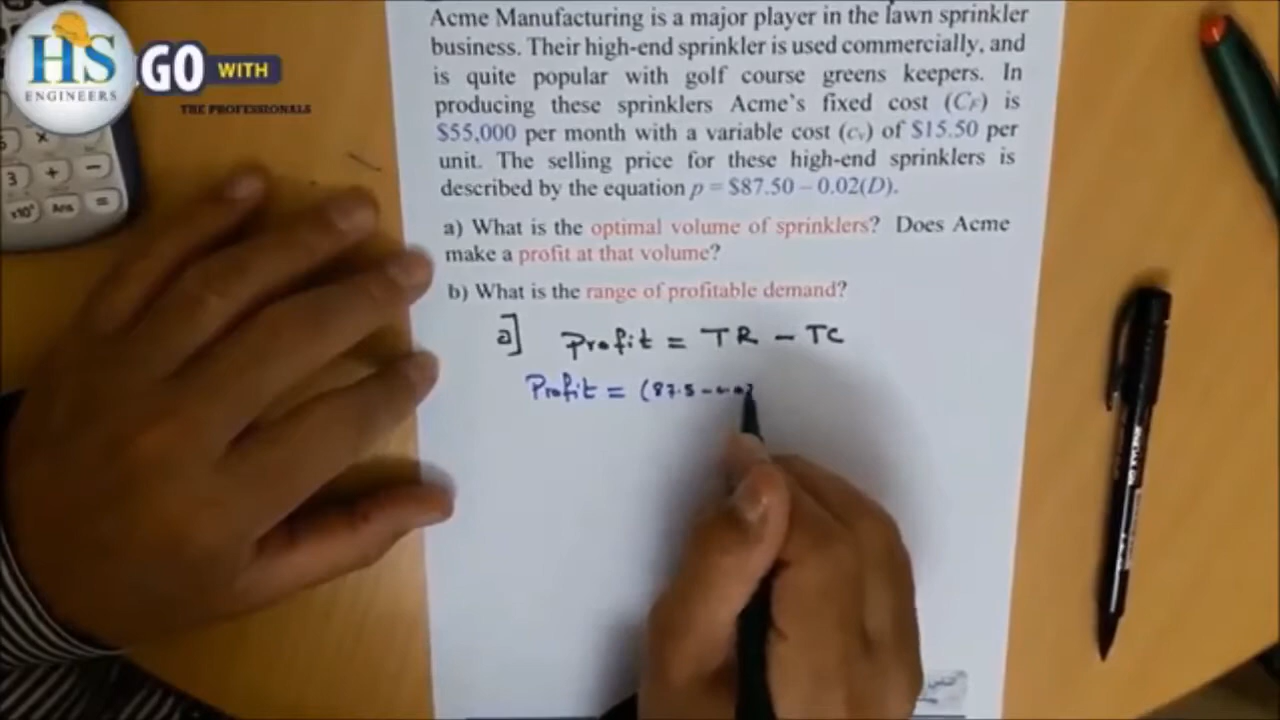 HS
ENGINEERS
GO WITH
THE PROFESSIONALS
Acme Manufacturing is a major player in the lawn sprinkler
business. Their high-end sprinkler is used commercially, and
is quite popular with golf course greens keepers. In
producing these sprinklers Acme's fixed cost (CF) is
$55,000 per month with a variable cost (cv) of $15.50 per
unit. The selling price for these high-end sprinklers is
described by the equation p = $87.50 – 0.02(D).
a) What is the optimal volume of sprinklers? Does Acme
make a profit at that volume?
b) What is the range of profitable demand?
a] Profit = TR - TC
Profit = (87.5 -
3 + -
x10ˣ Ans =